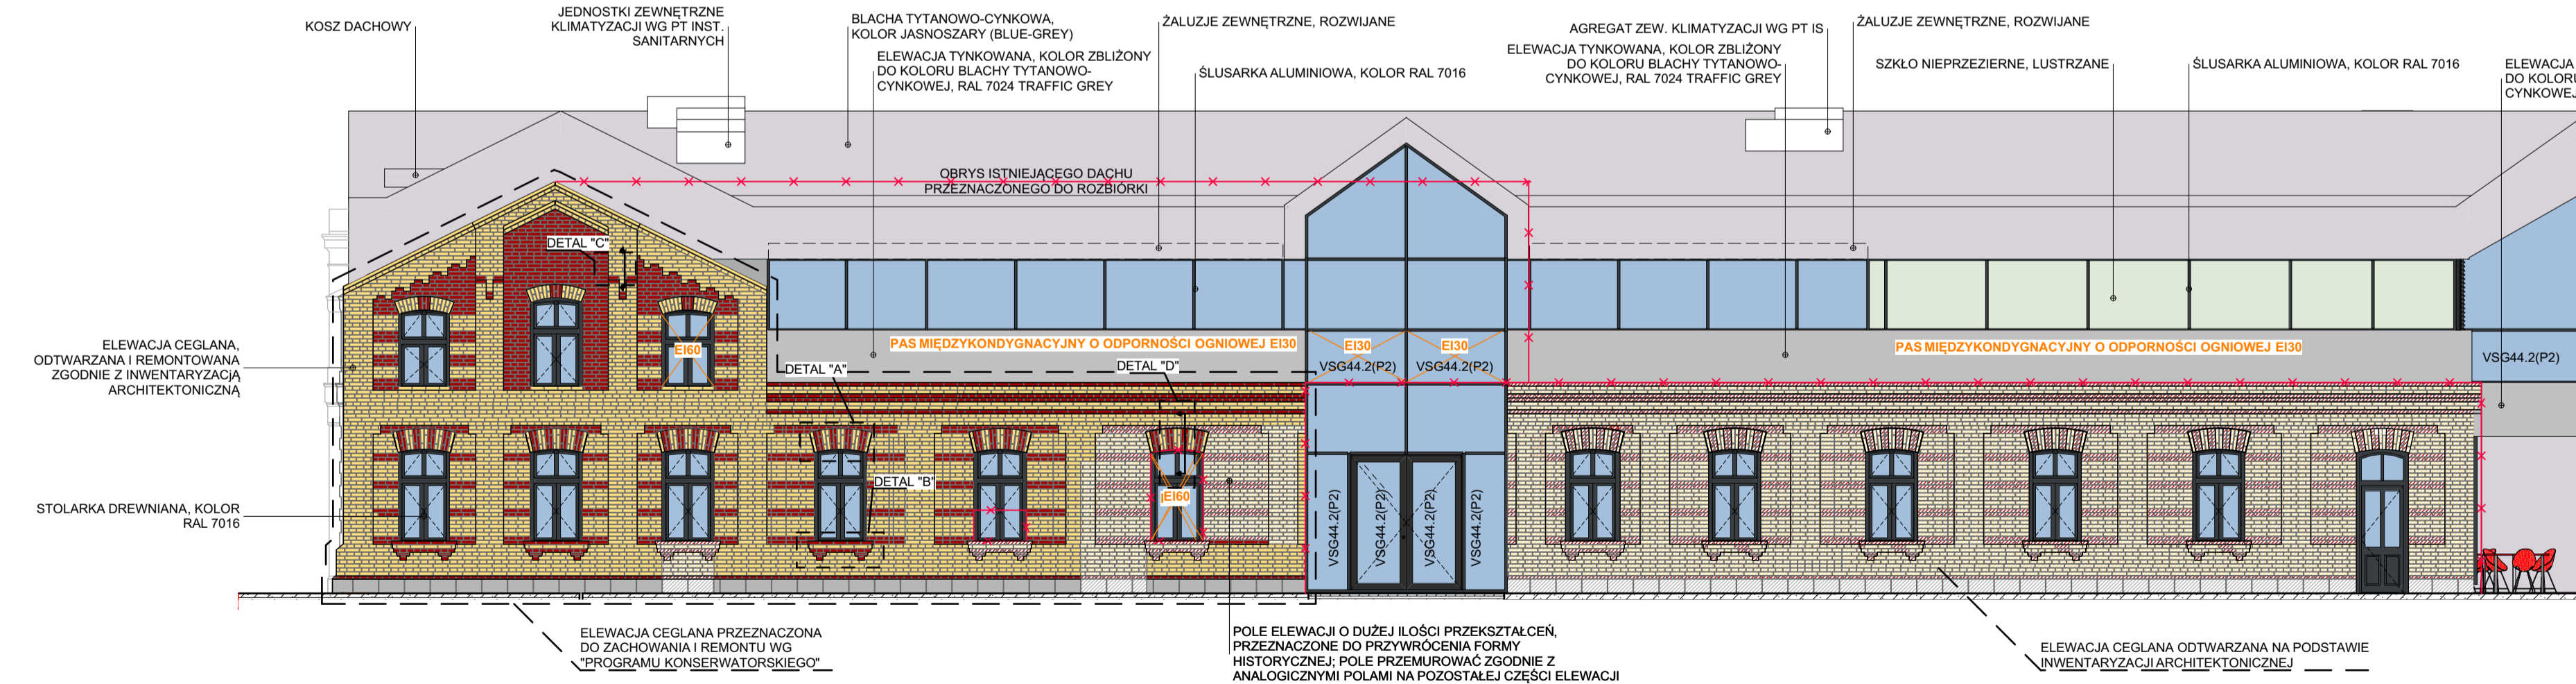 KOSZ DACHOWY
JEDNOSTKI ZEWNĘTRZNE
KLIMATYZACJI WG PT INST.
SANITARNYCH
BLACHA TYTANOWO-CYNKOWA,
KOLOR JASNOSZARY (BLUE-GREY)
ELEWACJA TYNKOWANA, KOLOR ZBLIŻONY
DO KOLORU BLACHY TYTANOWO-
CYNKOWEJ, RAL 7024 TRAFFIC GREY
ŻALUZJE ZEWNĘTRZNE, ROZWIJANE
ŚLUSARKA ALUMINIOWA, KOLOR RAL 7016
AGREGAT ZEW. KLIMATYZACJI WG PT IS
ELEWACJA TYNKOWANA, KOLOR ZBLIŻONY
DO KOLORU BLACHY TYTANOWO-
CYNKOWEJ, RAL 7024 TRAFFIC GREY
ŻALUZJE ZEWNĘTRZNE, ROZWIJANE
SZKŁO NIEPRZEZIERNE, LUSTRZANE
ŚLUSARKA ALUMINIOWA, KOLOR RAL 7016
ELEWACJA
DO KOLORU
CYNKOWEJ
OBRYS ISTNIEJĄCEGO DACHU
PRZEZNACZONEGO DO ROZBIÓRKI
DETAL "C"
ELEWACJA CEGLANA,
ODTWARZANA I REMONTOWANA
ZGODNIE Z INWENTARYZACJĄ
ARCHITEKTONICZNĄ
EI60
PAS MIĘDZYKONDYGNACYJNY O ODPORNOŚCI OGNIOWEJ EI30
EI30
EI30
VSG44.2(P2)
VSG44.2(P2)
PAS MIĘDZYKONDYGNACYJNY O ODPORNOŚCI OGNIOWEJ EI30
VSG44.2(P2)
DETAL "A"
DETAL "D"
DETAL "B"
EI60
STOLARKA DREWNIANA, KOLOR
RAL 7016
VSG44.2(P2)
VSG44.2(P2)
VSG44.2(P2)
VSG44.2(P2)
ELEWACJA CEGLANA PRZEZNACZONA
DO ZACHOWANIA I REMONTU WG
"PROGRAMU KONSERWATORSKIEGO"
POLE ELEWACJI O DUŻEJ ILOŚCI PRZEKSZTAŁCEŃ,
PRZEZNACZONE DO PRZYWRÓCENIA FORMY
HISTORYCZNEJ; POLE PRZEMUROWAĆ ZGODNIE Z
ANALOGICZNYMI POLAMI NA POZOSTAŁEJ CZĘŚCI ELEWACJI
ELEWACJA CEGLANA ODTWARZANA NA PODSTAWIE
INWENTARYZACJI ARCHITEKTONICZNEJ